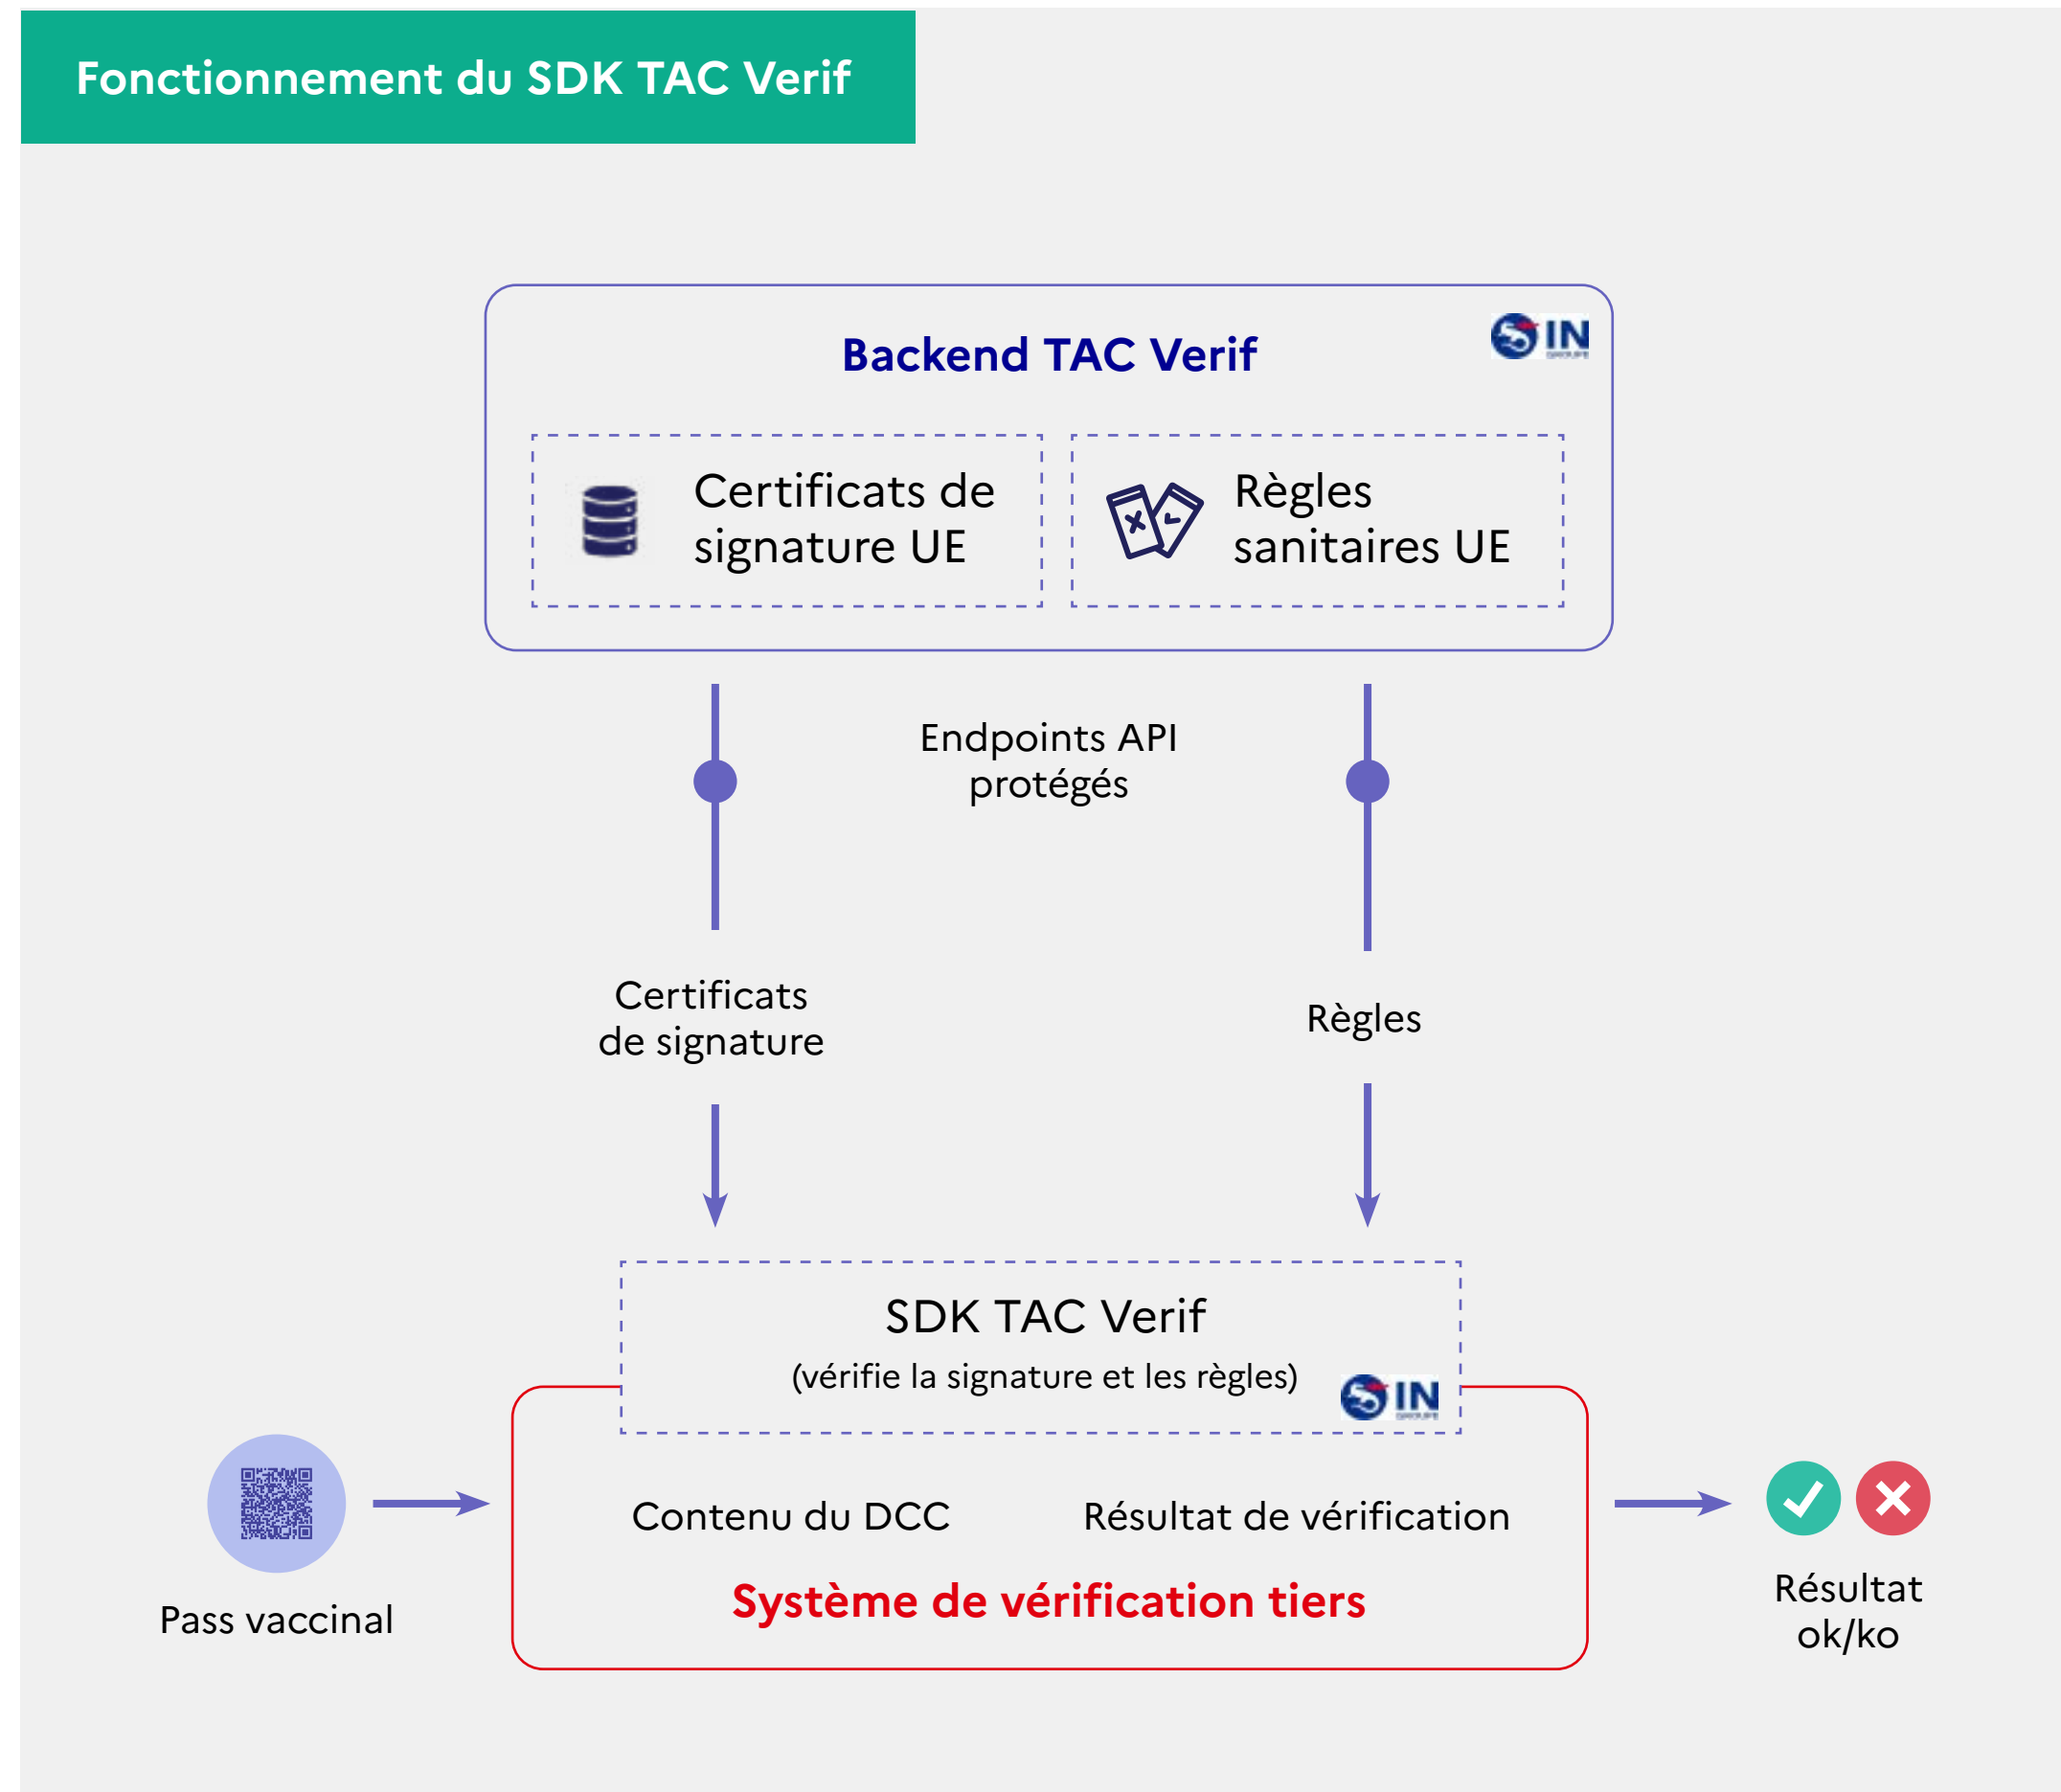 Fonctionnement du SDK TAC Verif
Backend TAC Verif
IN
GROUPE
Certificats de
signature UE
Règles
sanitaires UE
Endpoints API
protégés
Certificats
de signature
Règles
SDK TAC Verif
(vérifie la signature et les règles)
IN
GROUPE
Contenu du DCC
Résultat de vérification
Système de vérification tiers
Pass vaccinal
Résultat
ok/ko